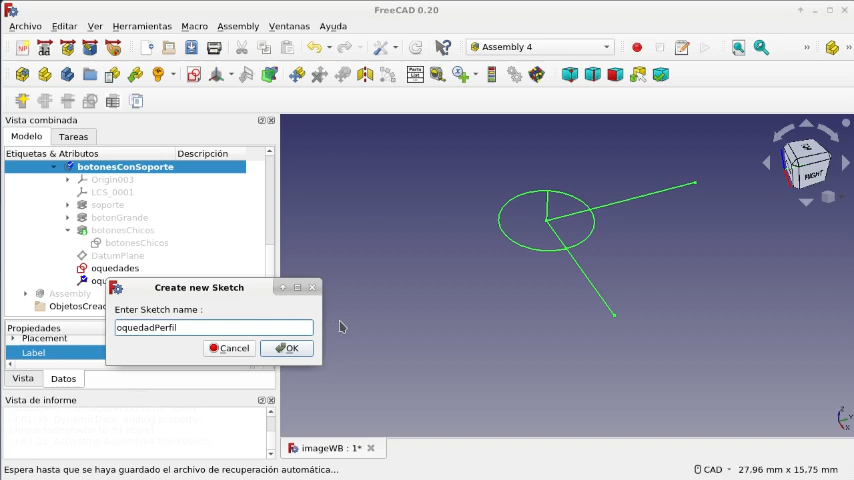 FreeCAD 0.20
Archivo Editar Ver Herramientas Macro Assembly Ventanas Ayuda
Assembly 4
Vista combinada
Modelo Tareas
Etiquetas & Atributos Descripción
botonesConSoporte
Origin003
LCS_0001
soporte
botonGrande
botonesChicos
botonesChicos
DatumPlane
oquedades
Assembly
Create new Sketch
Enter Sketch name :
oquedadPerfil
Cancel OK
Propiedades
Placement
Label
Vista Datos
Vista de informe
RIGHT
Z
Y
X
imageWB : 1*
Espera hasta que se haya guardado el archivo de recuperación automática...
CAD 27,96 mm x 15,75 mm